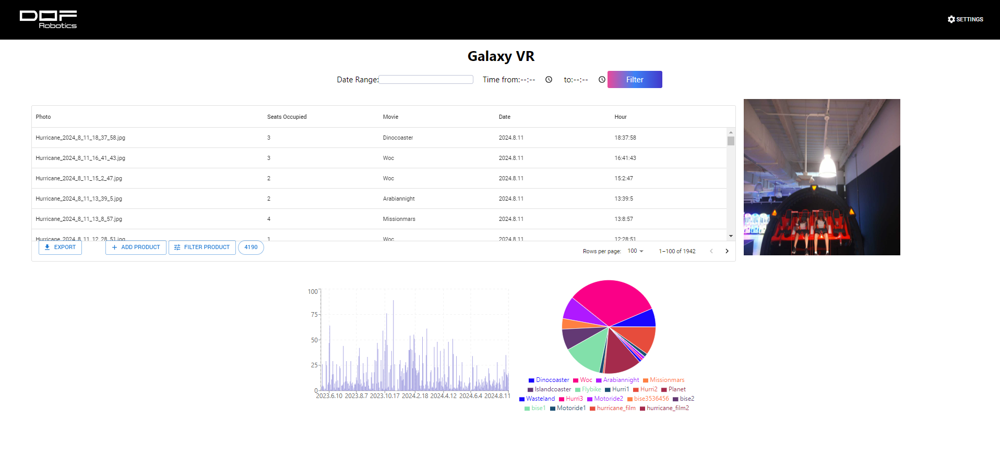 DOF
Robotics
SETTINGS
Galaxy VR
Date Range: Time from:--:-- to:--:-- Filter
Photo Seats Occupied Movie Date Hour
Hurricane_2024_8_11_18_37_58.jpg 3 Dinocoaster 2024.8.11 18:37:58
Hurricane_2024_8_11_16_41_43.jpg 3 Woc 2024.8.11 16:41:43
Hurricane_2024_8_11_15_2_47.jpg 2 Woc 2024.8.11 15:2:47
Hurricane_2024_8_11_13_39_5.jpg 2 Arabiannight 2024.8.11 13:39:5
Hurricane_2024_8_11_13_8_57.jpg 4 Missionmars 2024.8.11 13:8:57
Hurricane_2024_8_11_12_28_51.jpg 1 Woc 2024.8.11 12:28:51
EXPORT ADD PRODUCT FILTER PRODUCT 4190
Rows per page: 100 1–100 of 1942
100
75
50
25
0
2023.6.10 2023.8.7 2023.10.17 2024.2.18 2024.4.12 2024.6.4 2024.8.11
Dinocoaster Woc Arabiannight Missionmars
Islandcoaster Flybike Hurri1 Hurri2 Planet
Wasteland Hurri3 Motoride2 bise3536456 bise2
bise1 Motoride1 hurricane_film hurricane_film2